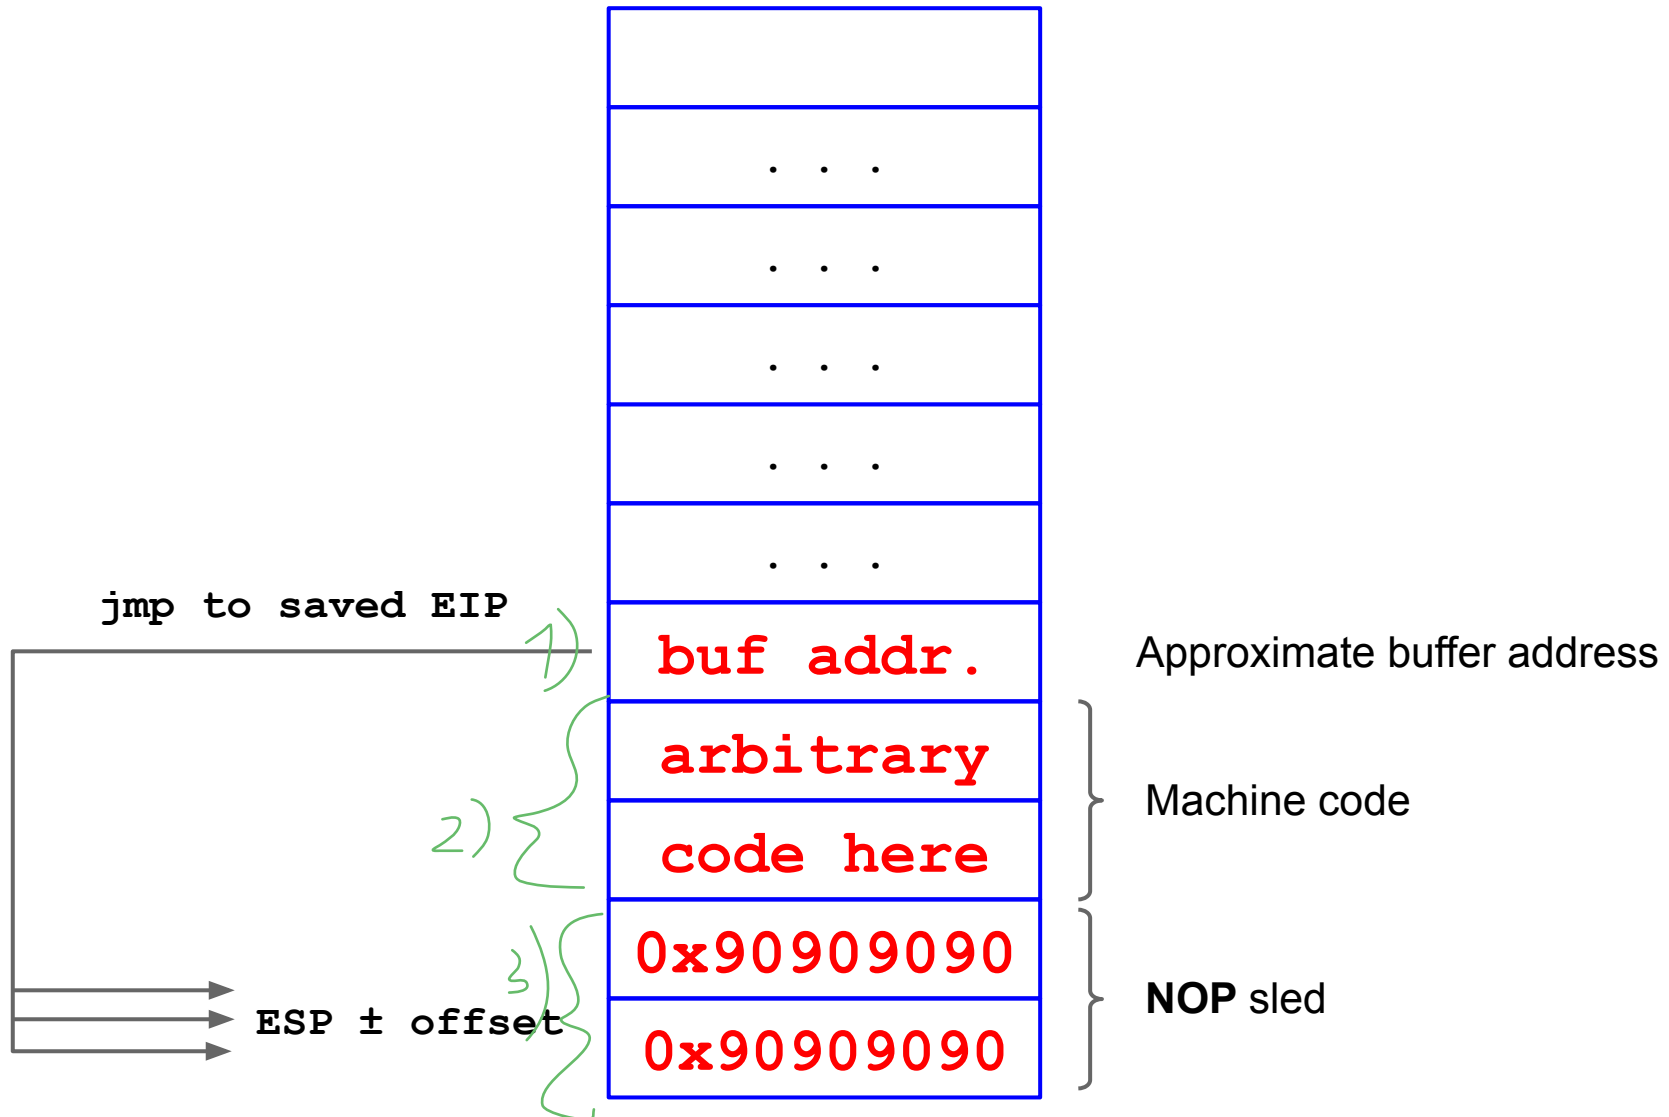 . . .
. . .
. . .
. . .
. . .
jmp to saved EIP
1)
buf addr.
Approximate buffer address
arbitrary
Machine code
2)
code here
0x90909090
3)
NOP sled
ESP ± offset
0x90909090